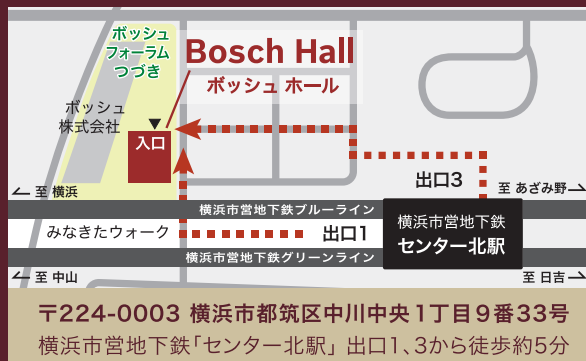 ボッシュ
フォーラム
つづき
Bosch Hall
ボッシュ ホール
ボッシュ
株式会社
入口
出口3
至 横浜
至 あざみ野
横浜市営地下鉄ブルーライン
横浜市営地下鉄
センター北駅
みなきたウォーク
出口1
横浜市営地下鉄グリーンライン
至 中山
至 日吉
〒224-0003 横浜市都筑区中川中央1丁目9番33号
横浜市営地下鉄「センター北駅」 出口1、3から徒歩約5分